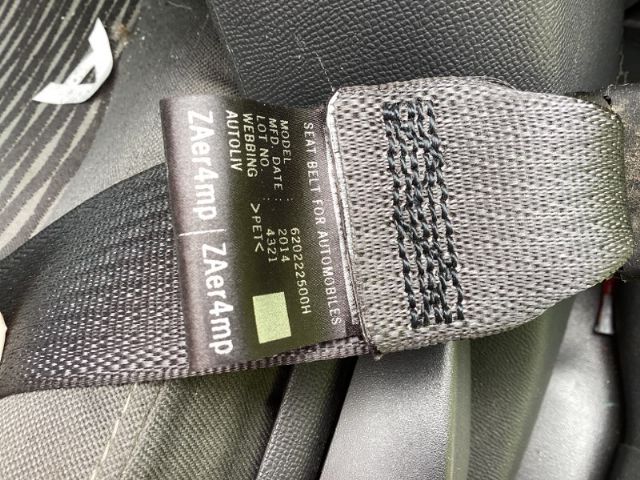 SEAT BELT FOR AUTOMOBILES
MODEL : 620222500H
MFD. DATE : 2014
LOT NO. : 4321
WEBBING >PET<
AUTOLIV
ZAer4mp | ZAer4mp